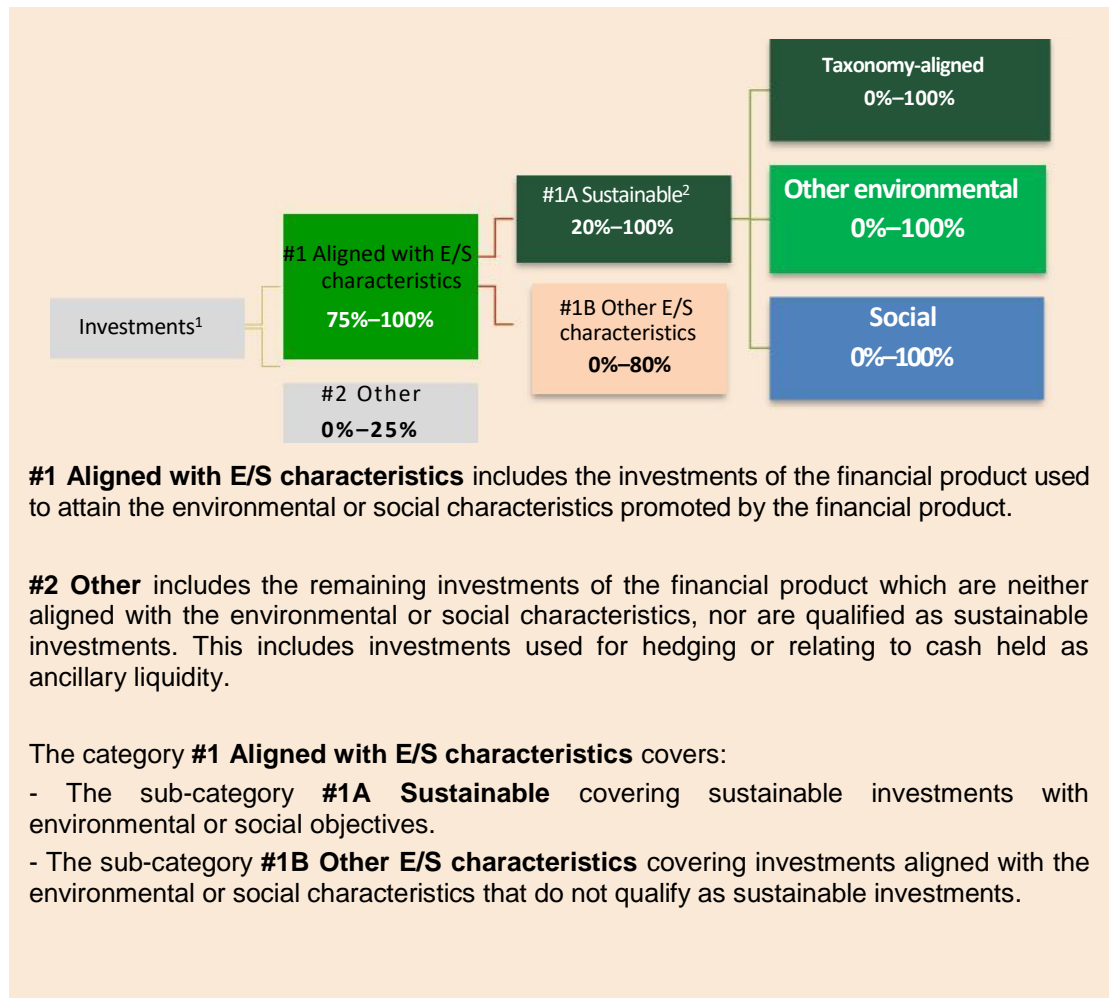 Taxonomy-aligned
0%–100%
Other environmental
0%–100%
Social
0%–100%
#1A Sustainable²
20%–100%
#1B Other E/S
characteristics
0%–80%
#1 Aligned with E/S
characteristics
75%–100%
Investments¹
#2 Other
0%–25%
#1 Aligned with E/S characteristics includes the investments of the financial product used
to attain the environmental or social characteristics promoted by the financial product.
#2 Other includes the remaining investments of the financial product which are neither
aligned with the environmental or social characteristics, nor are qualified as sustainable
investments. This includes investments used for hedging or relating to cash held as
ancillary liquidity.
The category #1 Aligned with E/S characteristics covers:
- The sub-category #1A Sustainable covering sustainable investments with
environmental or social objectives.
- The sub-category #1B Other E/S characteristics covering investments aligned with the
environmental or social characteristics that do not qualify as sustainable investments.